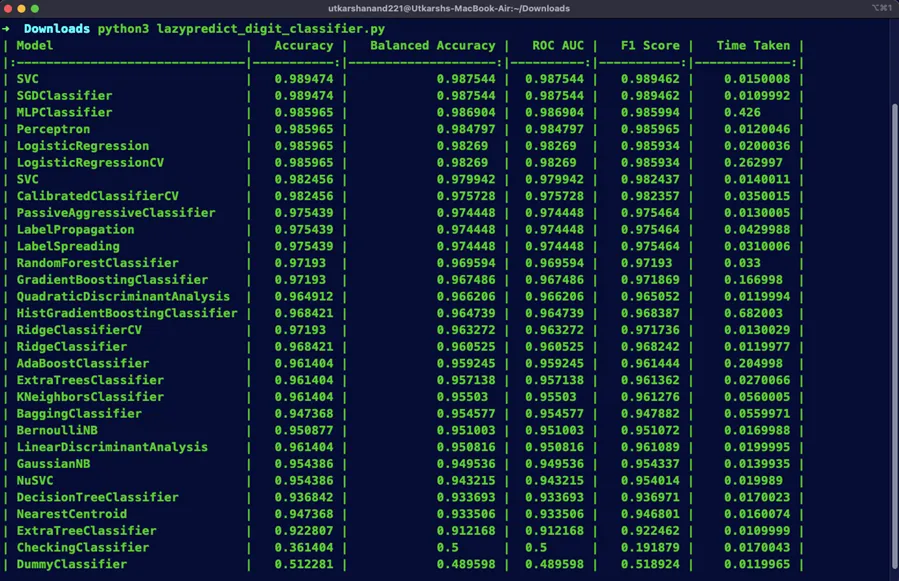 utkarshanand221@Utkarshs-MacBook-Air:~/Downloads
⌥⌘1
→ Downloads python3 lazypredict_digit_classifier.py
| Model | Accuracy | Balanced Accuracy | ROC AUC | F1 Score | Time Taken |
|:-------------------------------|-----------:|--------------------:|----------:|-----------:|-------------:|
| SVC | 0.989474 | 0.987544 | 0.987544 | 0.989462 | 0.0150008 |
| SGDClassifier | 0.989474 | 0.987544 | 0.987544 | 0.989462 | 0.0109992 |
| MLPClassifier | 0.985965 | 0.986904 | 0.986904 | 0.985994 | 0.426 |
| Perceptron | 0.985965 | 0.984797 | 0.984797 | 0.985965 | 0.0120046 |
| LogisticRegression | 0.985965 | 0.98269 | 0.98269 | 0.985934 | 0.0200036 |
| LogisticRegressionCV | 0.985965 | 0.98269 | 0.98269 | 0.985934 | 0.262997 |
| SVC | 0.982456 | 0.979942 | 0.979942 | 0.982437 | 0.0140011 |
| CalibratedClassifierCV | 0.982456 | 0.975728 | 0.975728 | 0.982357 | 0.0350015 |
| PassiveAggressiveClassifier | 0.975439 | 0.974448 | 0.974448 | 0.975464 | 0.0130005 |
| LabelPropagation | 0.975439 | 0.974448 | 0.974448 | 0.975464 | 0.0429988 |
| LabelSpreading | 0.975439 | 0.974448 | 0.974448 | 0.975464 | 0.0310006 |
| RandomForestClassifier | 0.97193 | 0.969594 | 0.969594 | 0.97193 | 0.033 |
| GradientBoostingClassifier | 0.97193 | 0.967486 | 0.967486 | 0.971869 | 0.166998 |
| QuadraticDiscriminantAnalysis | 0.964912 | 0.966206 | 0.966206 | 0.965052 | 0.0119994 |
| HistGradientBoostingClassifier | 0.968421 | 0.964739 | 0.964739 | 0.968387 | 0.682003 |
| RidgeClassifierCV | 0.97193 | 0.963272 | 0.963272 | 0.971736 | 0.0130029 |
| RidgeClassifier | 0.968421 | 0.960525 | 0.960525 | 0.968242 | 0.0119977 |
| AdaBoostClassifier | 0.961404 | 0.959245 | 0.959245 | 0.961444 | 0.204998 |
| ExtraTreesClassifier | 0.961404 | 0.957138 | 0.957138 | 0.961362 | 0.0270066 |
| KNeighborsClassifier | 0.961404 | 0.95503 | 0.95503 | 0.961276 | 0.0560005 |
| BaggingClassifier | 0.947368 | 0.954577 | 0.954577 | 0.947882 | 0.0559971 |
| BernoulliNB | 0.950877 | 0.951003 | 0.951003 | 0.951072 | 0.0169988 |
| LinearDiscriminantAnalysis | 0.961404 | 0.950816 | 0.950816 | 0.961089 | 0.0199995 |
| GaussianNB | 0.954386 | 0.949536 | 0.949536 | 0.954337 | 0.0139935 |
| NuSVC | 0.954386 | 0.943215 | 0.943215 | 0.954014 | 0.019989 |
| DecisionTreeClassifier | 0.936842 | 0.933693 | 0.933693 | 0.936971 | 0.0170023 |
| NearestCentroid | 0.947368 | 0.933506 | 0.933506 | 0.946801 | 0.0160074 |
| ExtraTreeClassifier | 0.922807 | 0.912168 | 0.912168 | 0.922462 | 0.0109999 |
| CheckingClassifier | 0.361404 | 0.5 | 0.5 | 0.191879 | 0.0170043 |
| DummyClassifier | 0.512281 | 0.489598 | 0.489598 | 0.518924 | 0.0119965 |